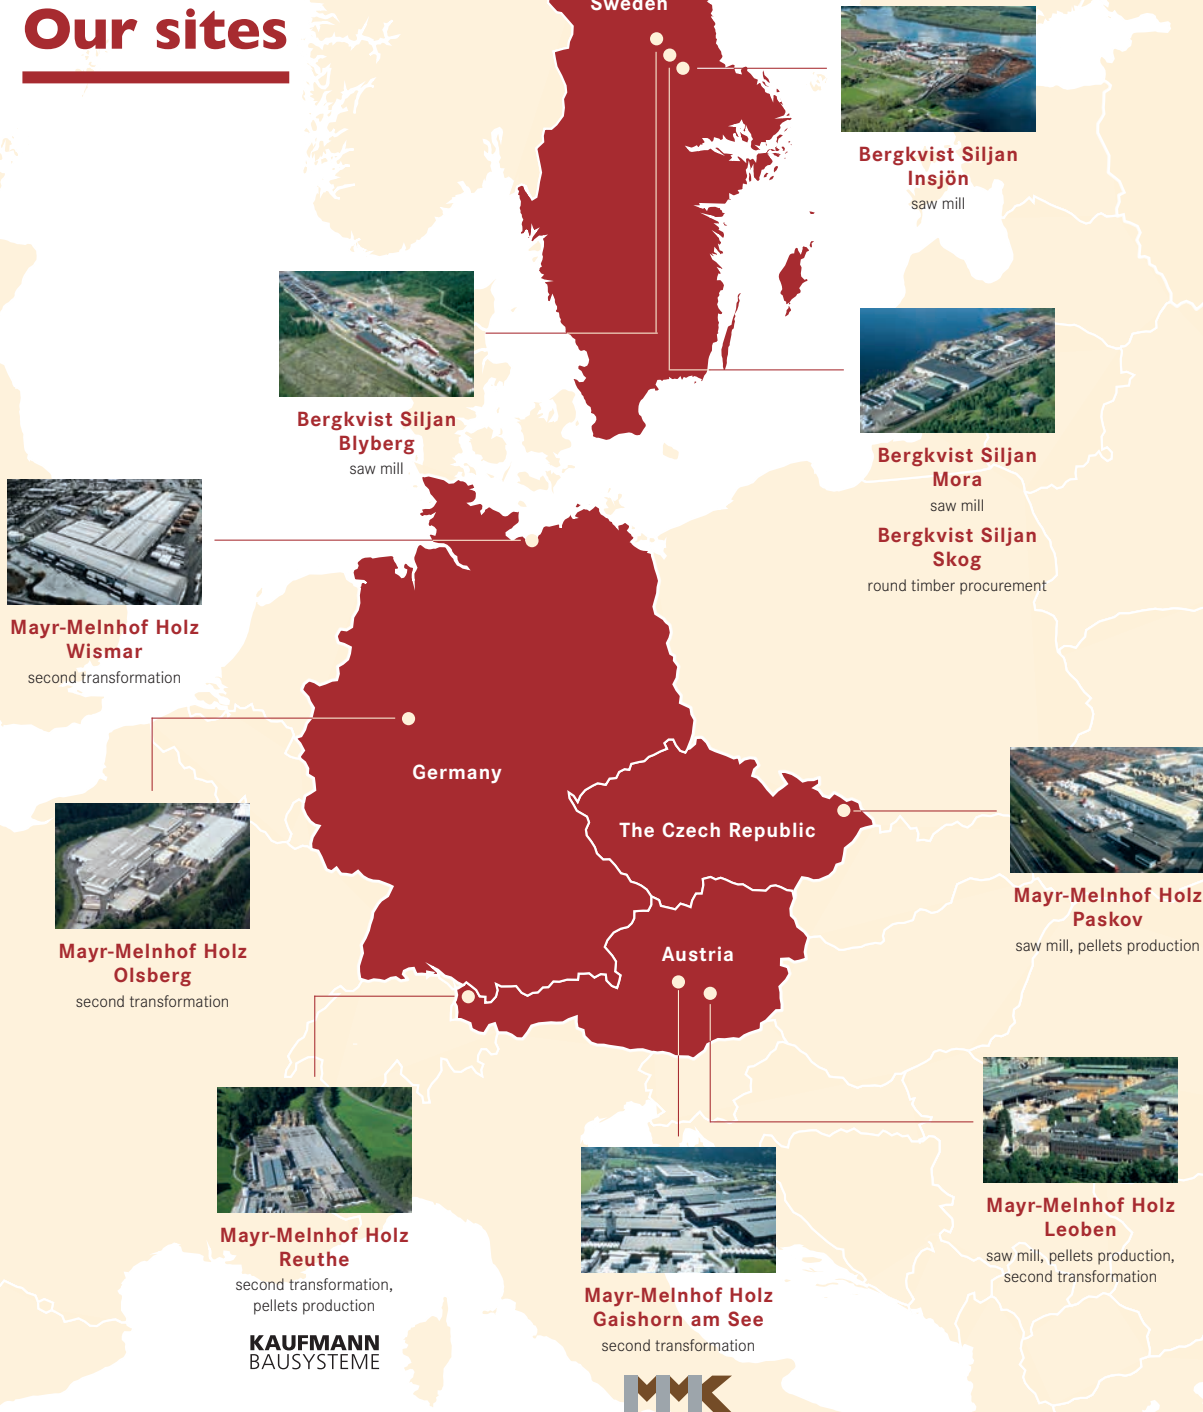 Our sites
Sweden
Bergkvist Siljan
Insjön
saw mill
Bergkvist Siljan
Blyberg
saw mill
Bergkvist Siljan
Mora
saw mill
Bergkvist Siljan
Skog
round timber procurement
Mayr-Melnhof Holz
Wismar
second transformation
Germany
The Czech Republic
Mayr-Melnhof Holz
Paskov
saw mill, pellets production
Mayr-Melnhof Holz
Olsberg
second transformation
Austria
Mayr-Melnhof Holz
Leoben
saw mill, pellets production,
second transformation
Mayr-Melnhof Holz
Reuthe
second transformation,
pellets production
KAUFMANN
BAUSYSTEME
Mayr-Melnhof Holz
Gaishorn am See
second transformation
MMK